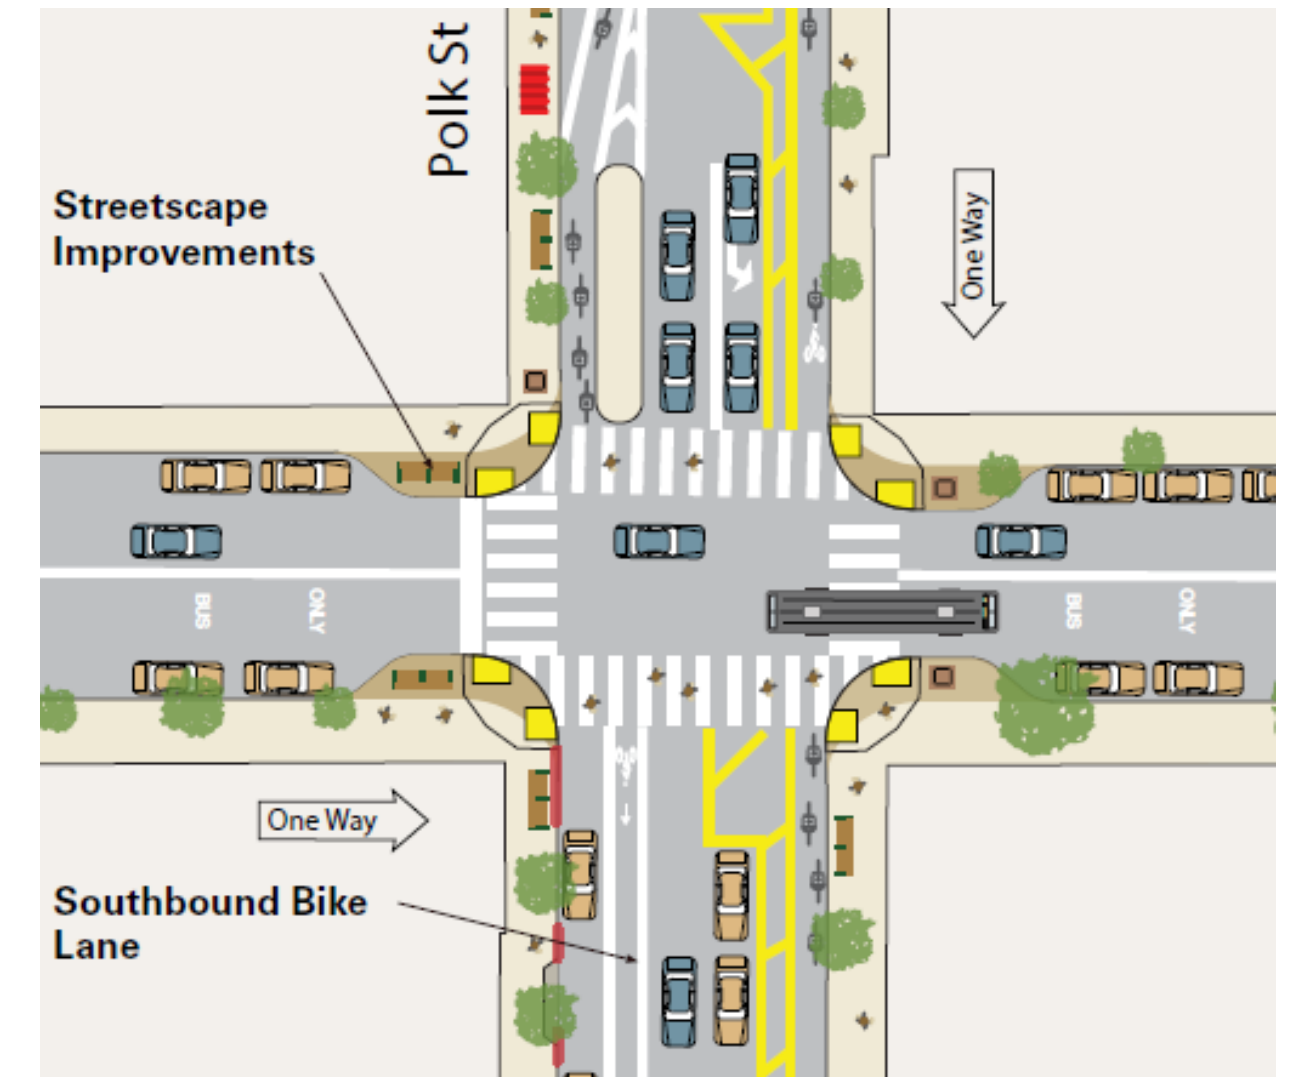 Polk St
Streetscape
Improvements
One Way
BUS
ONLY
BUS
ONLY
One Way
Southbound Bike
Lane